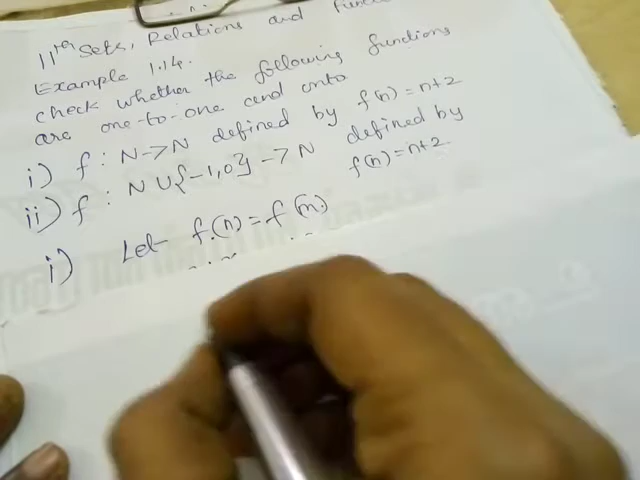 11th Sets, Relations and
Example 1.14.
check whether the following functions
are one-to-one and onto
i) f : N->N defined by f(n)=n+2
ii) f : N U{-1,0} -> N defined by
f(n)=n+2
i) Let f(n)=f(m)